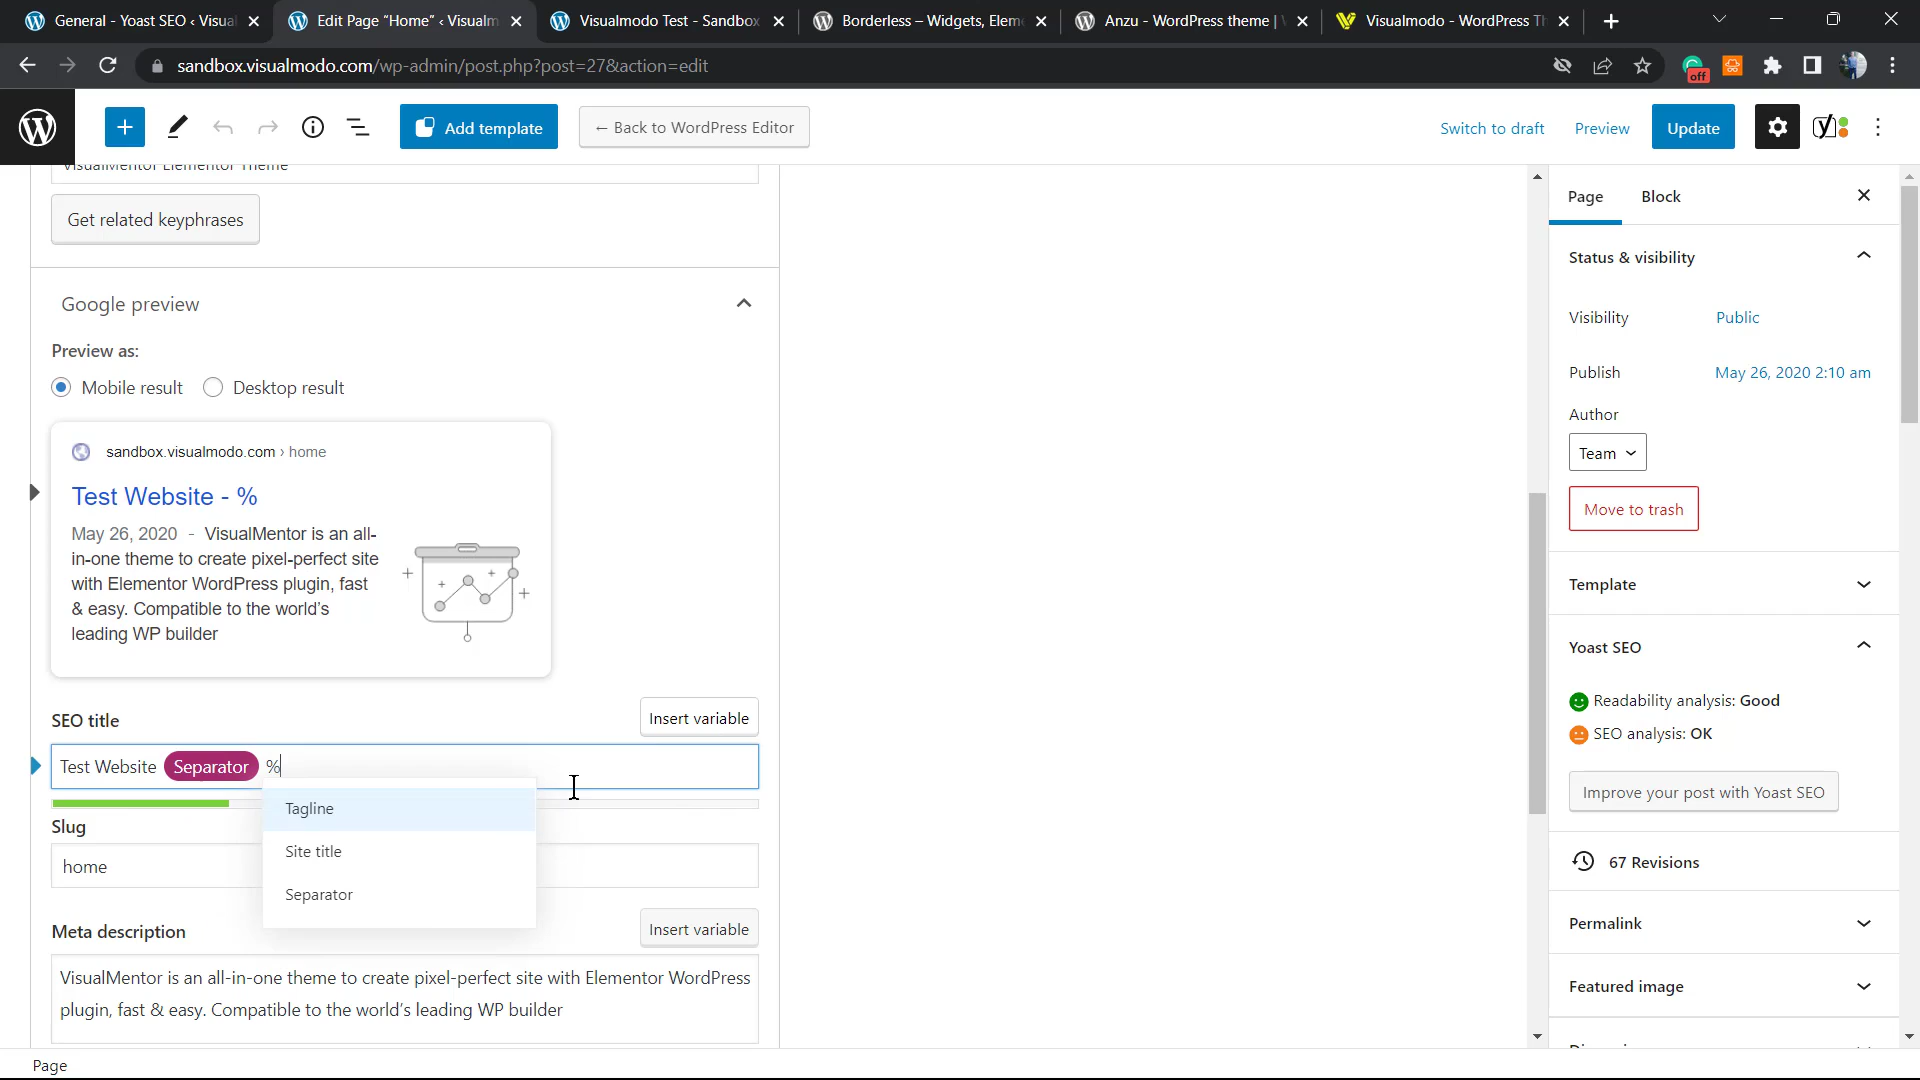 General - Yoast SEO ‹ Visual
Edit Page “Home” ‹ Visualm
Visualmodo Test - Sandbox
Borderless – Widgets, Elem
Anzu - WordPress theme |
Visualmodo - WordPress Th
sandbox.visualmodo.com/wp-admin/post.php?post=27&action=edit
off
Add template
← Back to WordPress Editor
Switch to draft
Preview
Update
VisualMentor Elementor Theme
Get related keyphrases
Google preview
Preview as:
Mobile result
Desktop result
sandbox.visualmodo.com › home
Test Website - %
May 26, 2020 - VisualMentor is an all-
in-one theme to create pixel-perfect site
with Elementor WordPress plugin, fast
& easy. Compatible to the world’s
leading WP builder
SEO title
Insert variable
Test Website Separator %
Tagline
Site title
Separator
Slug
home
Meta description
Insert variable
VisualMentor is an all-in-one theme to create pixel-perfect site with Elementor WordPress
plugin, fast & easy. Compatible to the world’s leading WP builder
Page
Page
Block
Status & visibility
Visibility
Public
Publish
May 26, 2020 2:10 am
Author
Team
Move to trash
Template
Yoast SEO
Readability analysis: Good
SEO analysis: OK
Improve your post with Yoast SEO
67 Revisions
Permalink
Featured image